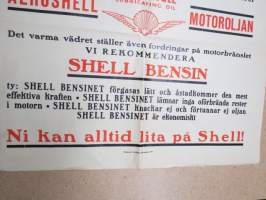 AEROSHELL
LUBRICATING OIL
MOTOROLJAN
Det varma vädret ställer även fordringar på motorbränslet
VI REKOMMENDERA
SHELL BENSIN
ty: SHELL BENSINET förgasas lätt och åstadkommer den mest
effektiva kraften • SHELL BENSINET lämnar inga oförbrända rester
i motorn • SHELL BENSINET knackar ej och förtunnar ej oljan
SHELL BENSINET är ekonomiskt
Ni kan alltid lita på Shell!